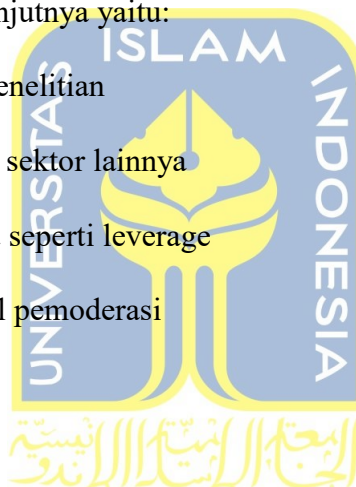 njutnya yaitu:
ISLAM
UNIVERSITAS
INDONESIA
enelitian
sektor lainnya
seperti leverage
l pemoderasi